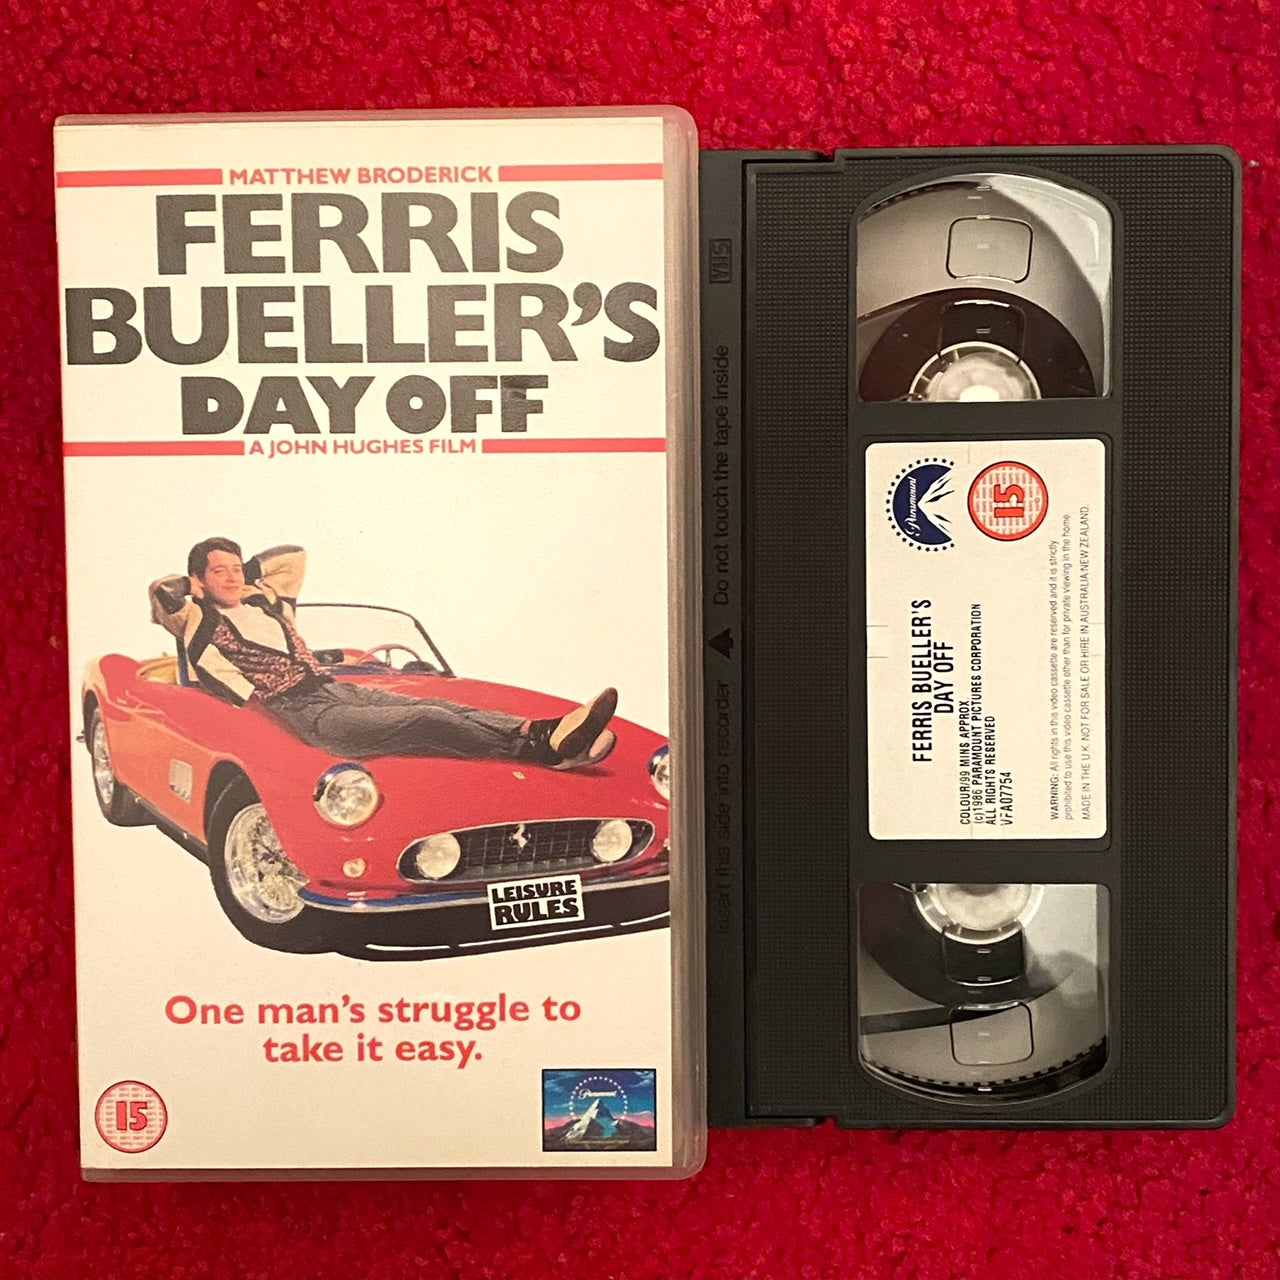 MATTHEW BRODERICK
FERRIS
BUELLER'S
DAY OFF
A JOHN HUGHES FILM
LEISURE
RULES
One man's struggle to
take it easy.
15
Paramount
VHS
Insert this side into recorder ▲ Do not touch the tape inside
Paramount
15
FERRIS BUELLER'S
DAY OFF
COLOUR/99 MINS APPROX
(c)1986 PARAMOUNT PICTURES CORPORATION
ALL RIGHTS RESERVED
VFA07754
WARNING: All rights in this video cassette are reserved and it is strictly
prohibited to use this video cassette other than for private viewing in the home.
MADE IN THE U.K. NOT FOR SALE OR HIRE IN AUSTRALIA/NEW ZEALAND.